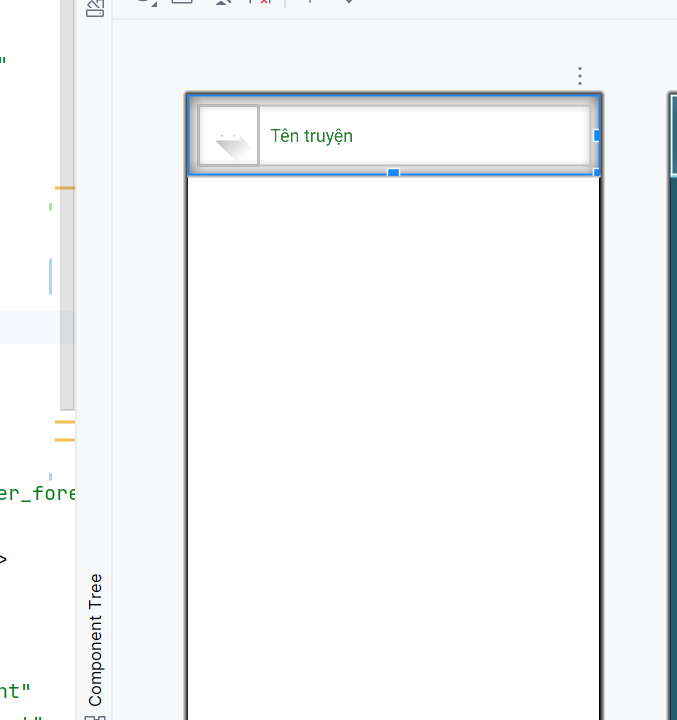 "
Tên truyện
er_fore
>
Component Tree
nt"